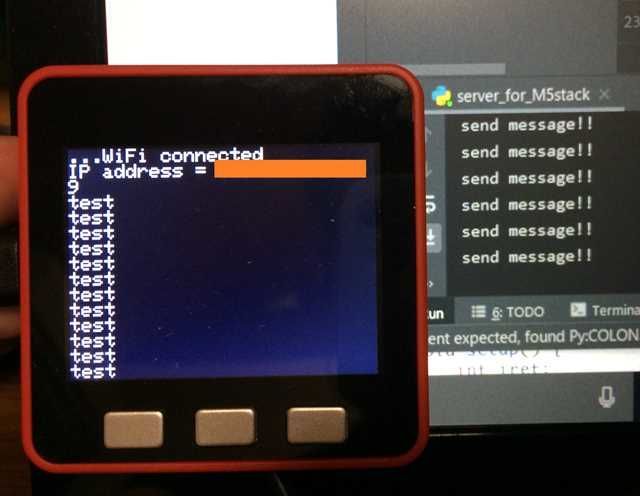 ...WiFi connected
IP address =
9
test
test
test
test
test
test
test
test
test
test
test
test
23
server_for_M5stack
send message!!
send message!!
send message!!
send message!!
send message!!
send message!!
6: TODO
Termina
ent expected, found Py:COLON
setup() {
int iret;